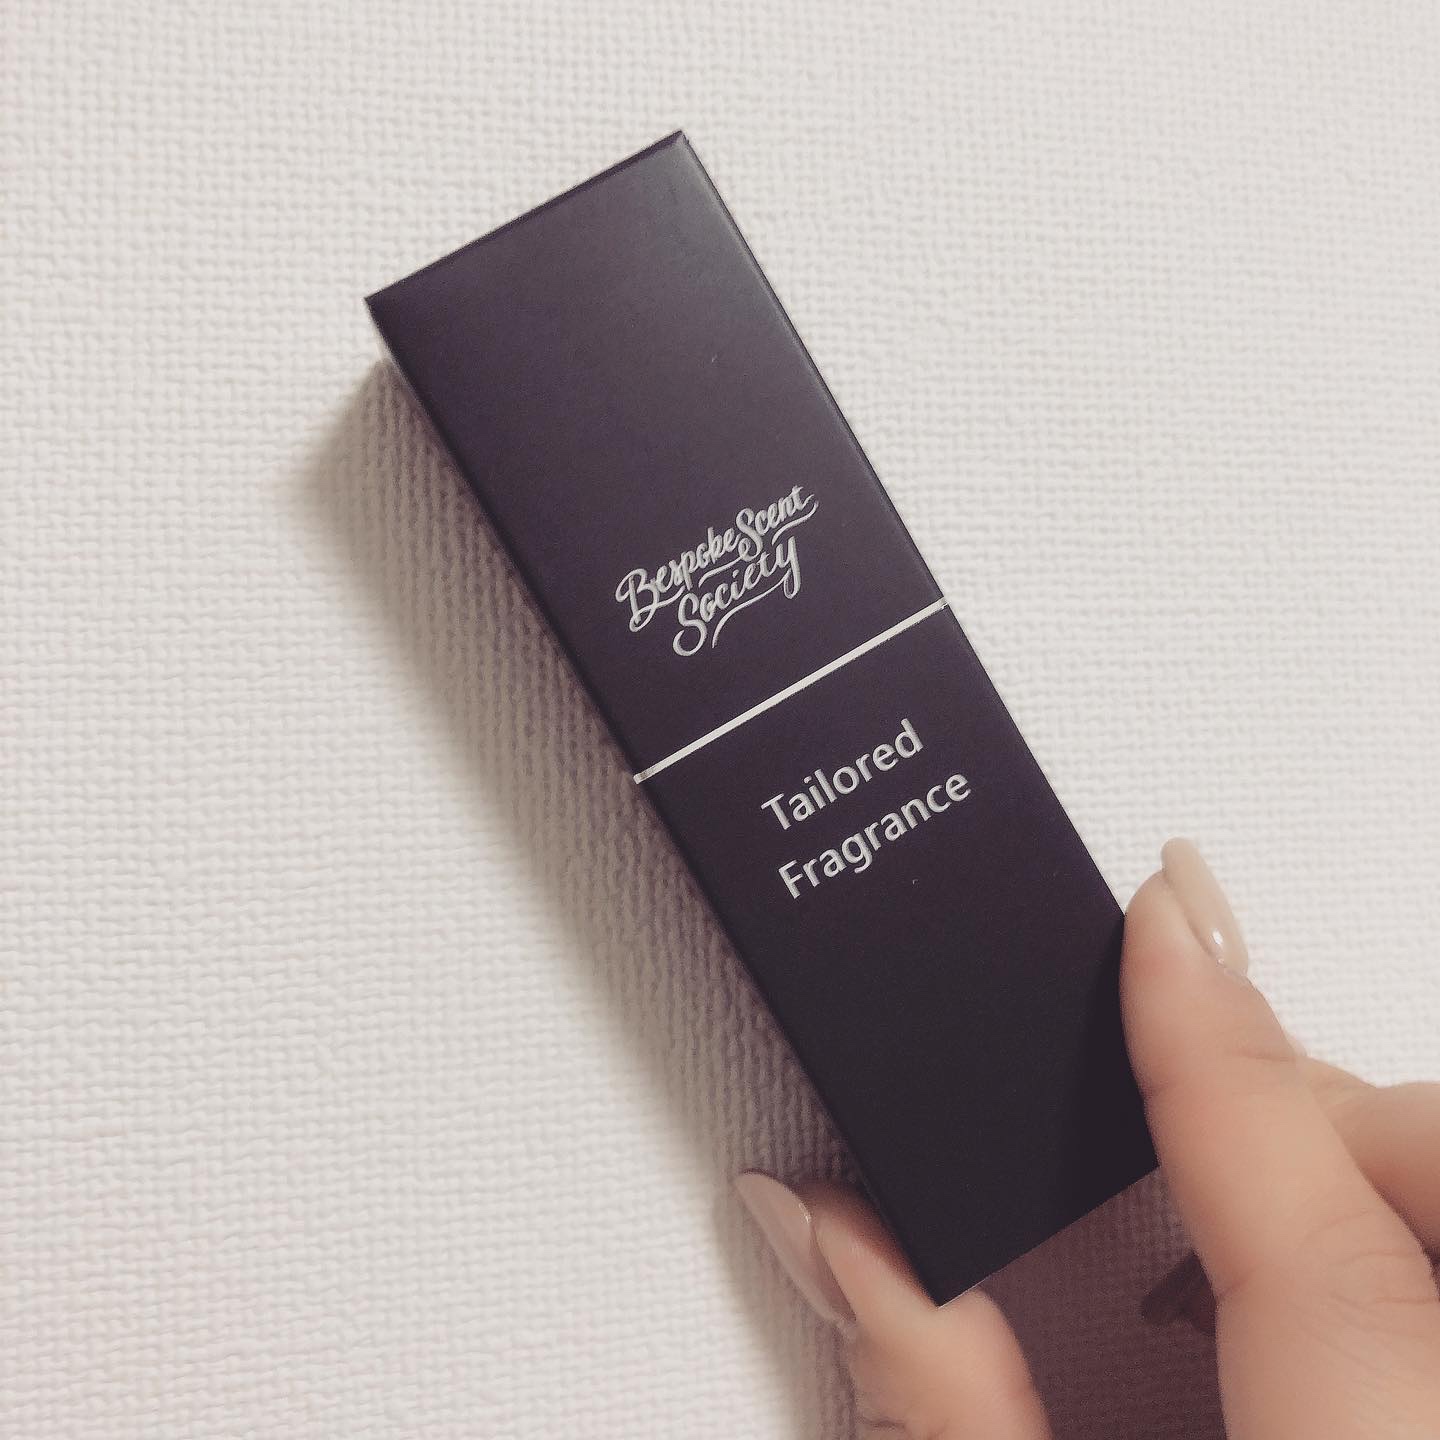 Bespoke Scent
Society
Tailored
Fragrance